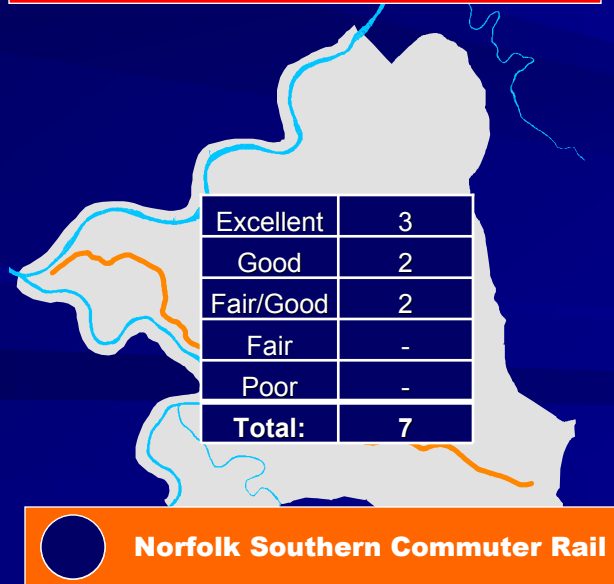 Excellent 3
Good 2
Fair/Good 2
Fair -
Poor -
Total: 7
Norfolk Southern Commuter Rail